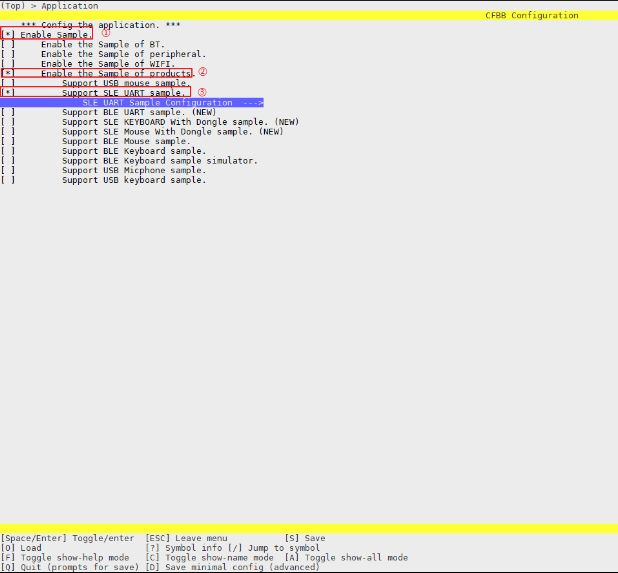 (Top) > Application
CFBB Configuration
*** Config the application. ***
[*] Enable Sample. ①
[ ] Enable the Sample of BT.
[ ] Enable the Sample of peripheral.
[ ] Enable the Sample of WIFI.
[*] Enable the Sample of products. ②
[ ] Support USB mouse sample.
[*] Support SLE UART sample. ③
SLE UART Sample Configuration --->
[ ] Support BLE UART sample. (NEW)
[ ] Support SLE KEYBOARD With Dongle sample. (NEW)
[ ] Support SLE Mouse With Dongle sample. (NEW)
[ ] Support BLE Mouse sample.
[ ] Support BLE Keyboard sample.
[ ] Support BLE Keyboard sample simulator.
[ ] Support USB Micphone sample.
[ ] Support USB keyboard sample.
[Space/Enter] Toggle/enter [ESC] Leave menu [S] Save
[O] Load [?] Symbol info [/] Jump to symbol
[F] Toggle show-help mode [C] Toggle show-name mode [A] Toggle show-all mode
[Q] Quit (prompts for save) [D] Save minimal config (advanced)